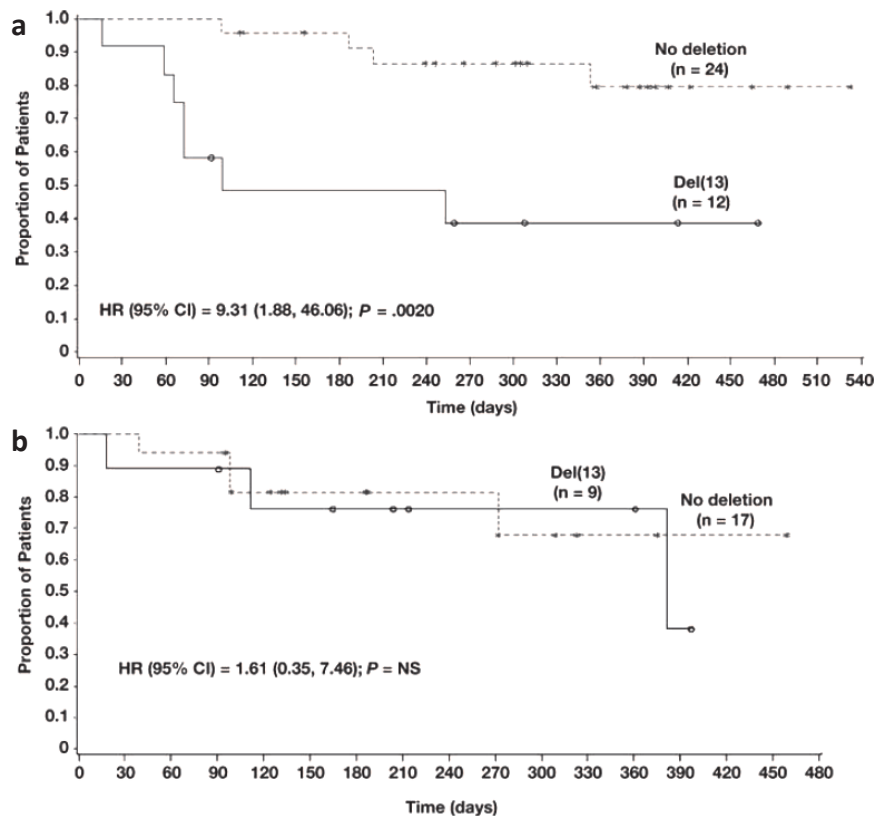 a
1.0
0.9
0.8
0.7
0.6
0.5
0.4
0.3
0.2
0.1
0
Proportion of Patients
No deletion
(n = 24)
Del(13)
(n = 12)
HR (95% CI) = 9.31 (1.88, 46.06); P = .0020
0 30 60 90 120 150 180 210 240 270 300 330 360 390 420 480 510 540
Time (days)
b
1.0
0.9
0.8
0.7
0.6
0.5
0.4
0.3
0.2
0.1
0
Proportion of Patients
Del(13)
(n = 9)
No deletion
(n = 17)
HR (95% CI) = 1.61 (0.35, 7.46); P = NS
0 30 60 90 120 150 180 210 240 270 300 330 360 390 420 450 480
Time (days)